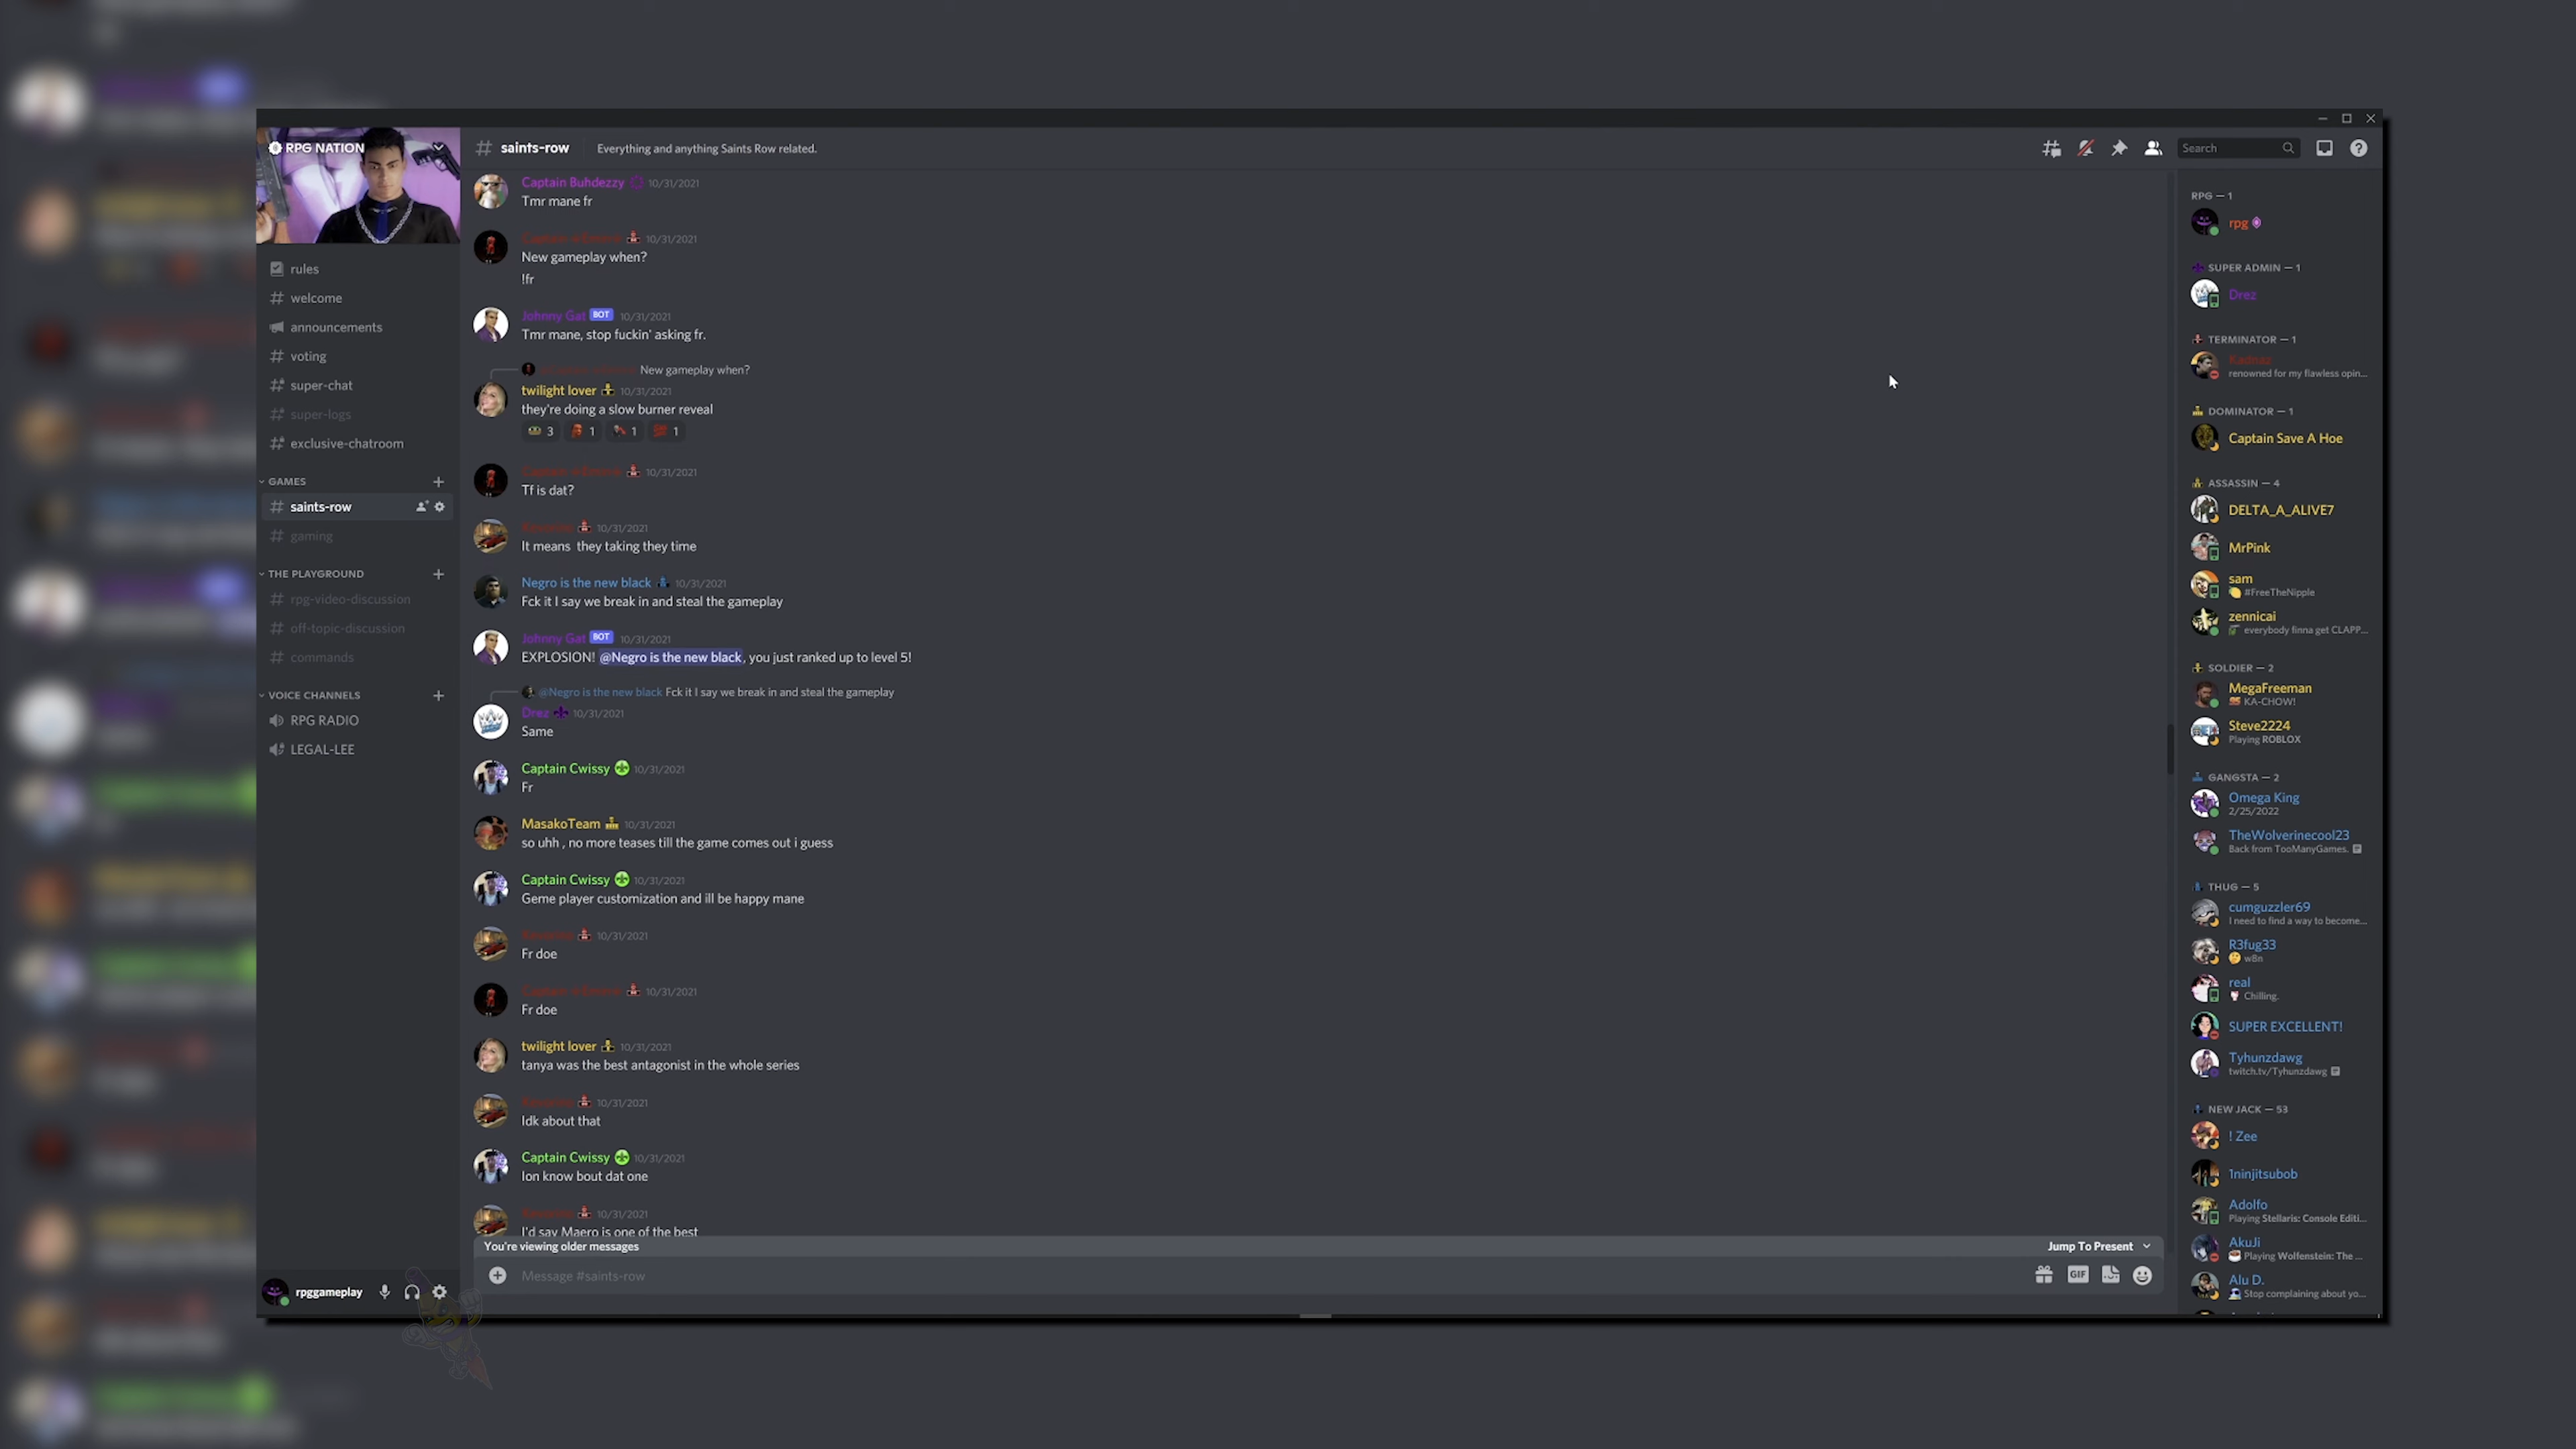 RPG NATION
rules
welcome
announcements
voting
super-chat
super-logs
exclusive-chatroom
GAMES
saints-row
gaming
THE PLAYGROUND
rpg-video-discussion
off-topic-discussion
commands
VOICE CHANNELS
RPG RADIO
LEGAL-LEE
rpggameplay
# saints-row Everything and anything Saints Row related.
Search
Captain Buhdezzy 10/31/2021
Tmr mane fr
Captain 10/31/2021
New gameplay when?
!fr
Johnny Gat BOT 10/31/2021
Tmr mane, stop fuckin' asking fr.
New gameplay when?
twilight lover 10/31/2021
they're doing a slow burner reveal
3 1 1 1
Captain 10/31/2021
Tf is dat?
10/31/2021
It means they taking they time
Negro is the new black 10/31/2021
Fck it I say we break in and steal the gameplay
Johnny Gat BOT 10/31/2021
EXPLOSION! @Negro is the new black, you just ranked up to level 5!
@Negro is the new black Fck it I say we break in and steal the gameplay
Drez 10/31/2021
Same
Captain Cwissy 10/31/2021
Fr
MasakoTeam 10/31/2021
so uhh , no more teases till the game comes out i guess
Captain Cwissy 10/31/2021
Geme player customization and ill be happy mane
10/31/2021
Fr doe
Captain 10/31/2021
Fr doe
twilight lover 10/31/2021
tanya was the best antagonist in the whole series
10/31/2021
Idk about that
Captain Cwissy 10/31/2021
Ion know bout dat one
10/31/2021
I'd say Maero is one of the best
You're viewing older messages Jump To Present
Message #saints-row
GIF
RPG — 1
rpg
SUPER ADMIN — 1
Drez
TERMINATOR — 1
renowned for my flawless opin...
DOMINATOR — 1
Captain Save A Hoe
ASSASSIN — 4
DELTA_A_ALIVE7
MrPink
sam
#FreeTheNipple
zennicai
everybody finna get CLAPP...
SOLDIER — 2
MegaFreeman
KA-CHOW!
Steve2224
Playing ROBLOX
GANGSTA — 2
Omega King
2/25/2022
TheWolverinecool23
Back from TooManyGames.
THUG — 5
cumguzzler69
I need to find a way to become...
R3fug33
w8n
real
Chilling.
SUPER EXCELLENT!
Tyhunzdawg
twitch.tv/Tyhunzdawg
NEW JACK — 53
! Zee
1ninjitsubob
Adolfo
Playing Stellaris: Console Editi...
AkuJi
Playing Wolfenstein: The ...
Alu D.
Stop complaining about yo...